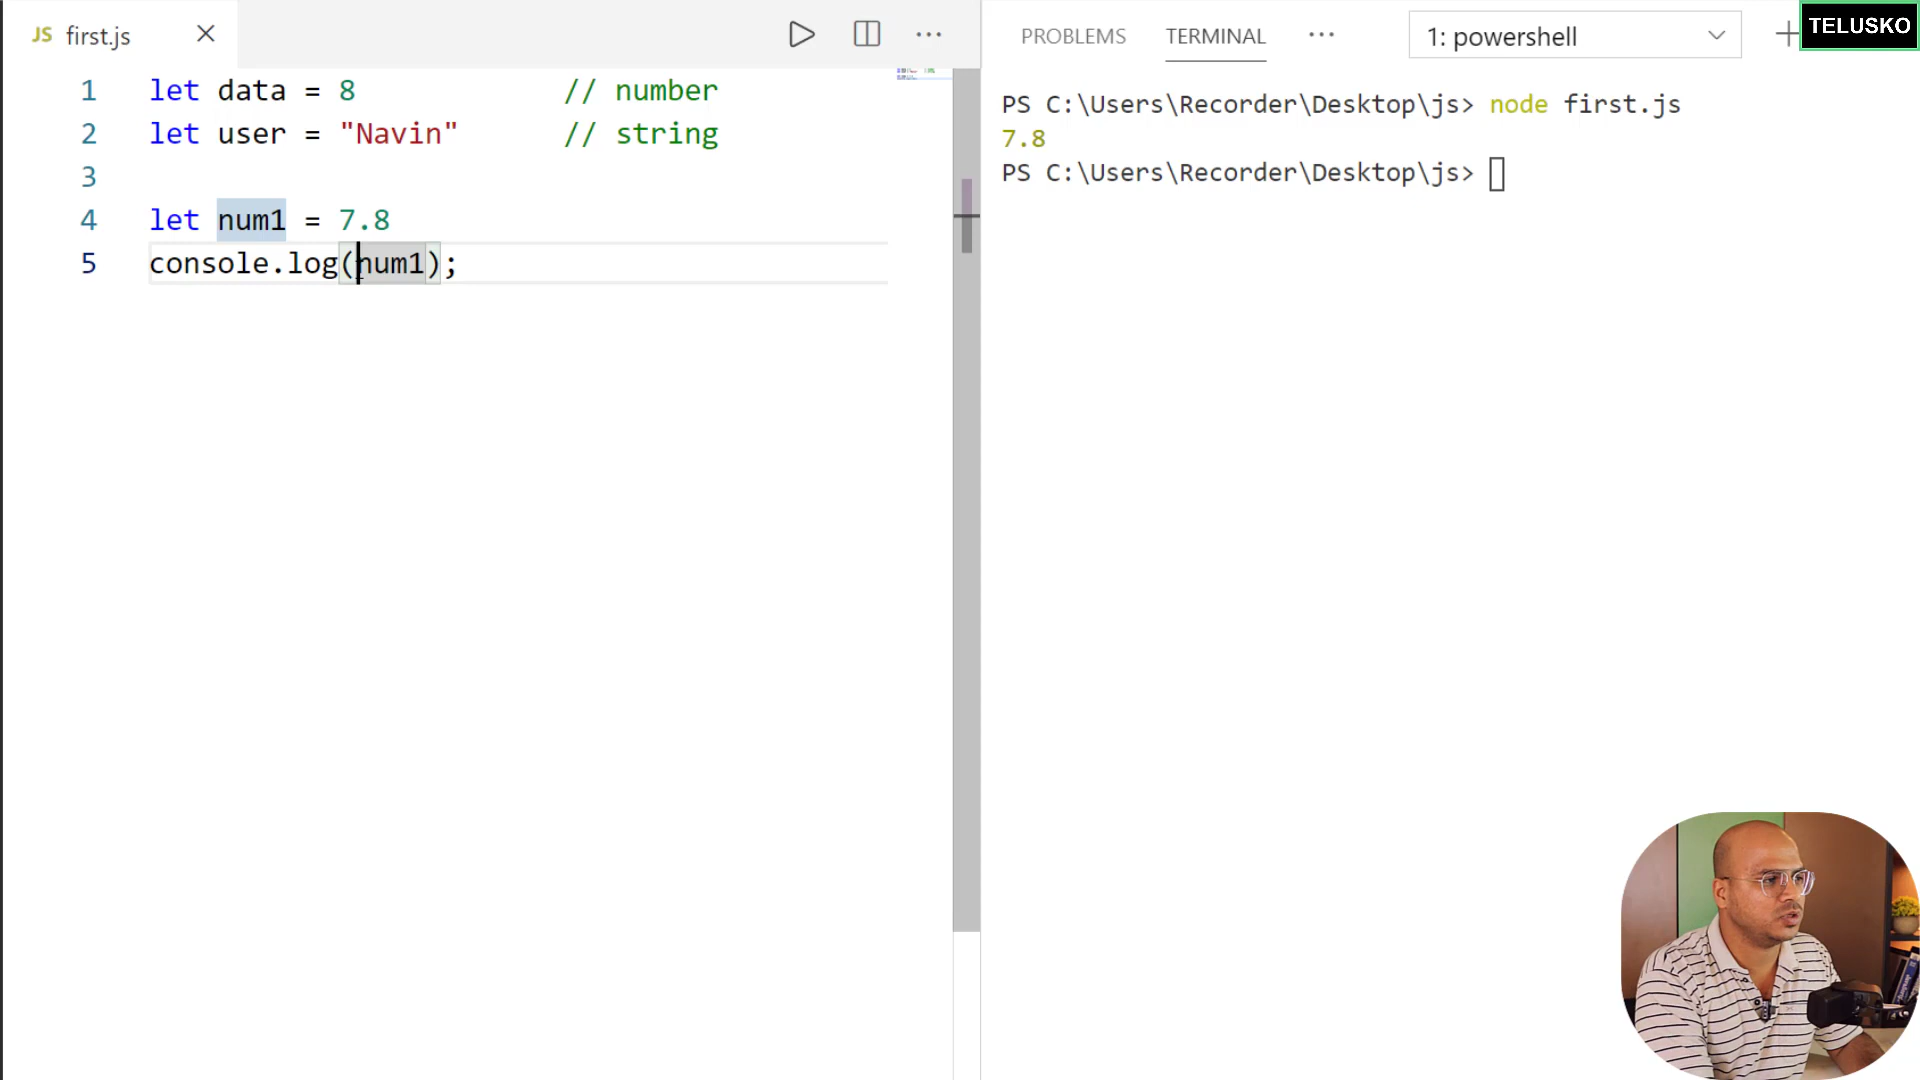 JS first.js
1 let data = 8 // number
2 let user = "Navin" // string
3
4 let num1 = 7.8
5 console.log(num1);
PROBLEMS TERMINAL 1: powershell
TELUSKO
PS C:\Users\Recorder\Desktop\js> node first.js
7.8
PS C:\Users\Recorder\Desktop\js>